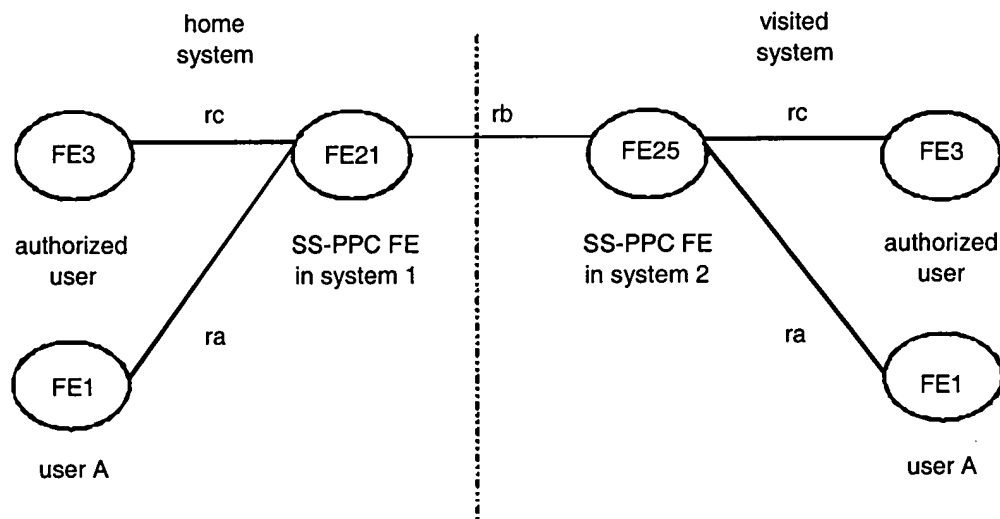 home
system
visited
system
rc
rb
rc
FE3
FE21
FE25
FE3
authorized
user
SS-PPC FE
in system 1
SS-PPC FE
in system 2
authorized
user
ra
ra
FE1
FE1
user A
user A